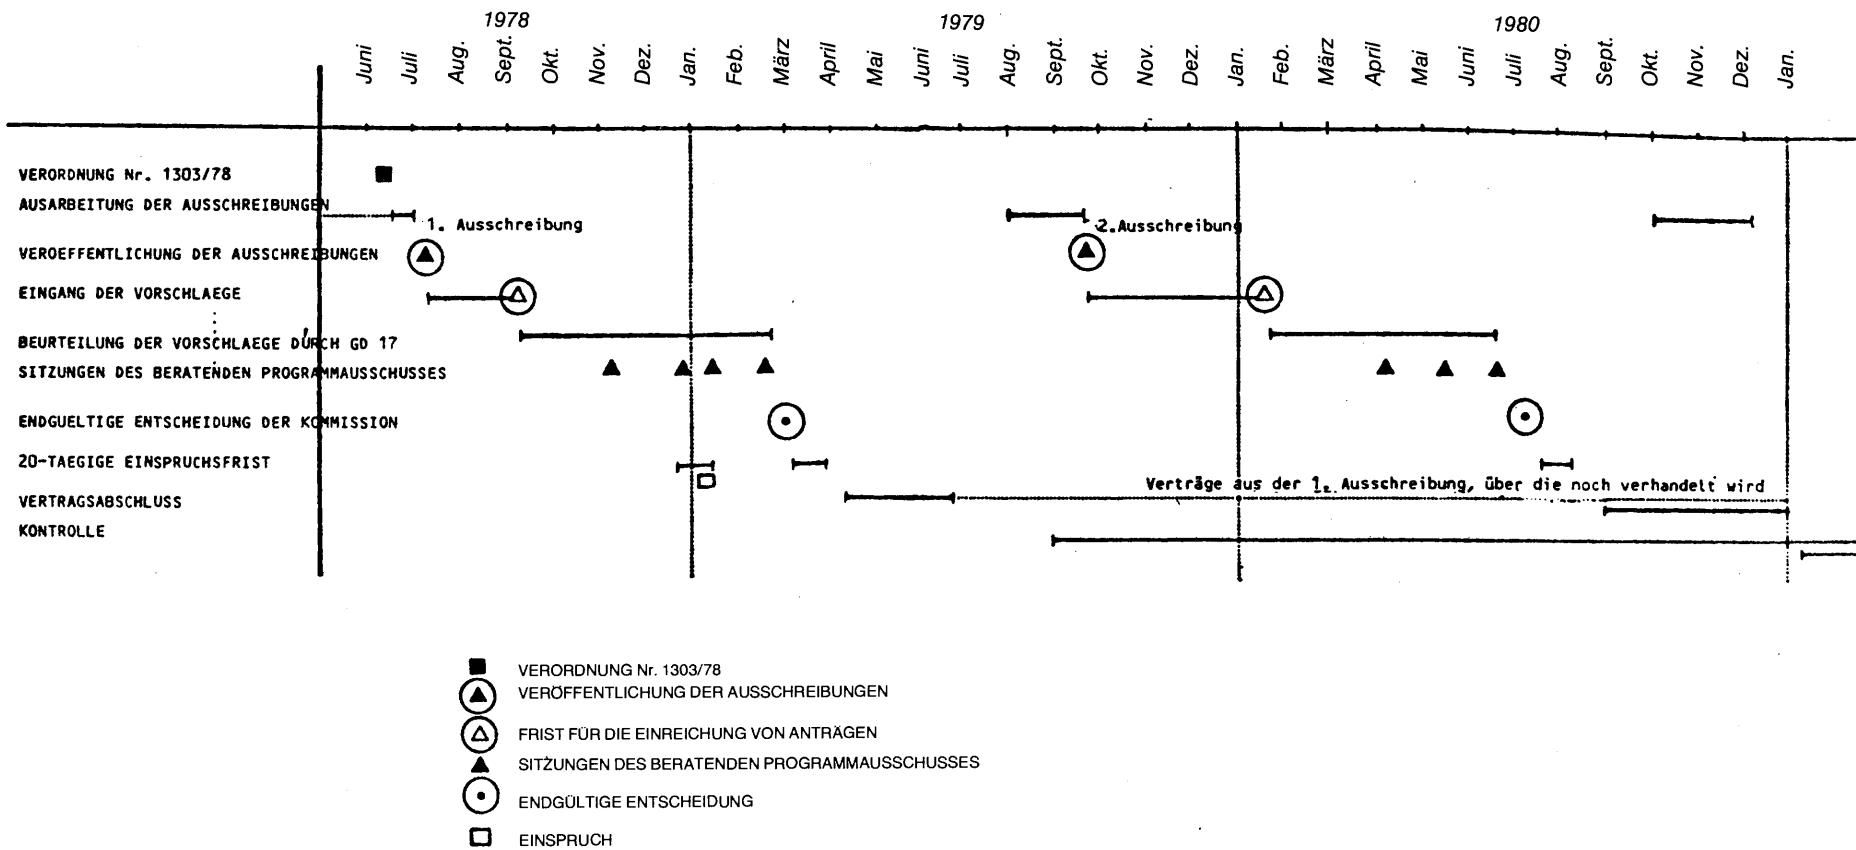 1978 1979 1980
Juni Juli Aug. Sept. Okt. Nov. Dez. Jan. Feb. März April Mai Juni Juli Aug. Sept. Okt. Nov. Dez. Jan. Feb. März April Mai Juni Juli Aug. Sept. Okt. Nov. Dez. Jan.
VERORDNUNG Nr. 1303/78
AUSARBEITUNG DER AUSSCHREIBUNGEN
1. Ausschreibung 2.Ausschreibung
VEROEFFENTLICHUNG DER AUSSCHREIBUNGEN
EINGANG DER VORSCHLAEGE
BEURTEILUNG DER VORSCHLAEGE DURCH GD 17
SITZUNGEN DES BERATENDEN PROGRAMMAUSSCHUSSES
ENDGUELTIGE ENTSCHEIDUNG DER KOMMISSION
20-TAEGIGE EINSPRUCHSFRIST
Verträge aus der 1. Ausschreibung, über die noch verhandelt wird
VERTRAGSABSCHLUSS
KONTROLLE
VERORDNUNG Nr. 1303/78
VERÖFFENTLICHUNG DER AUSSCHREIBUNGEN
FRIST FÜR DIE EINREICHUNG VON ANTRÄGEN
SITZUNGEN DES BERATENDEN PROGRAMMAUSSCHUSSES
ENDGÜLTIGE ENTSCHEIDUNG
EINSPRUCH